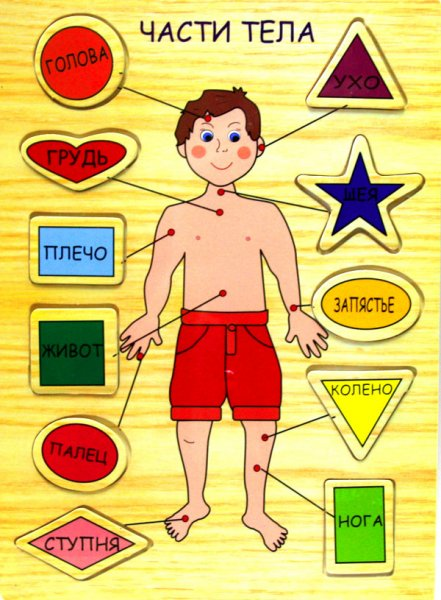 ЧАСТИ ТЕЛА
ГОЛОВА
УХО
ГРУДЬ
ШЕЯ
ПЛЕЧО
ЗАПЯСТЬЕ
ЖИВОТ
КОЛЕНО
ПАЛЕЦ
НОГА
СТУПНЯ